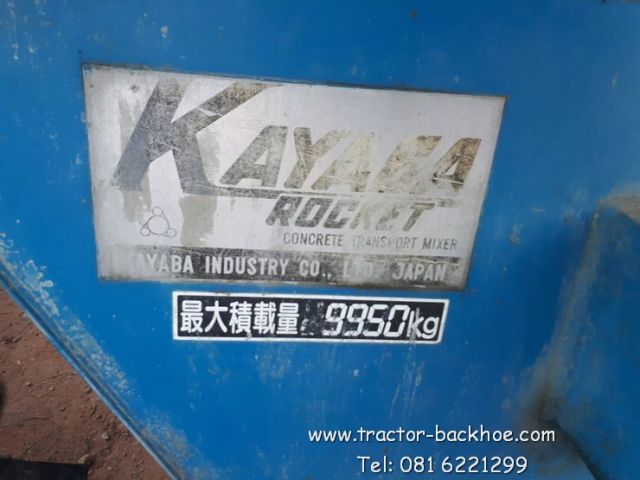 KAYABA
ROCKET
CONCRETE TRANSPORT MIXER
KAYABA INDUSTRY CO., LTD. JAPAN
最大積載量 9950kg
www.tractor-backhoe.com
Tel: 081 6221299